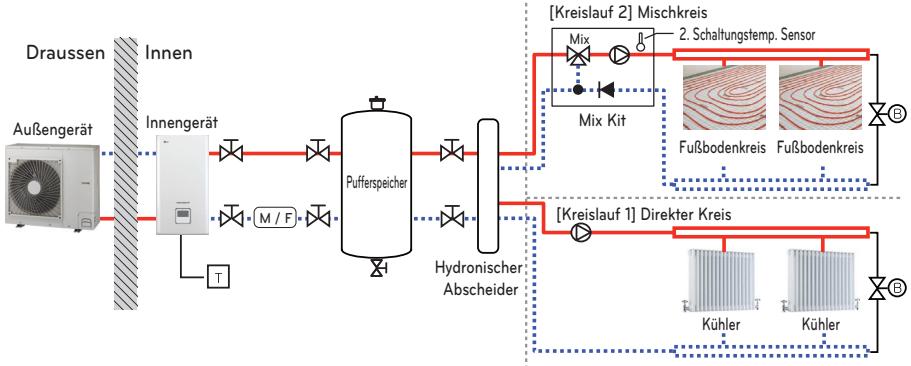 [Kreislauf 2] Mischkreis
Mix
2. Schaltungstemp. Sensor
Draussen
Innen
Mix Kit
B
Außengerät
Innengerät
Fußbodenkreis
Fußbodenkreis
Pufferspeicher
M / F
[Kreislauf 1] Direkter Kreis
T
Hydronischer
Abscheider
B
Kühler
Kühler